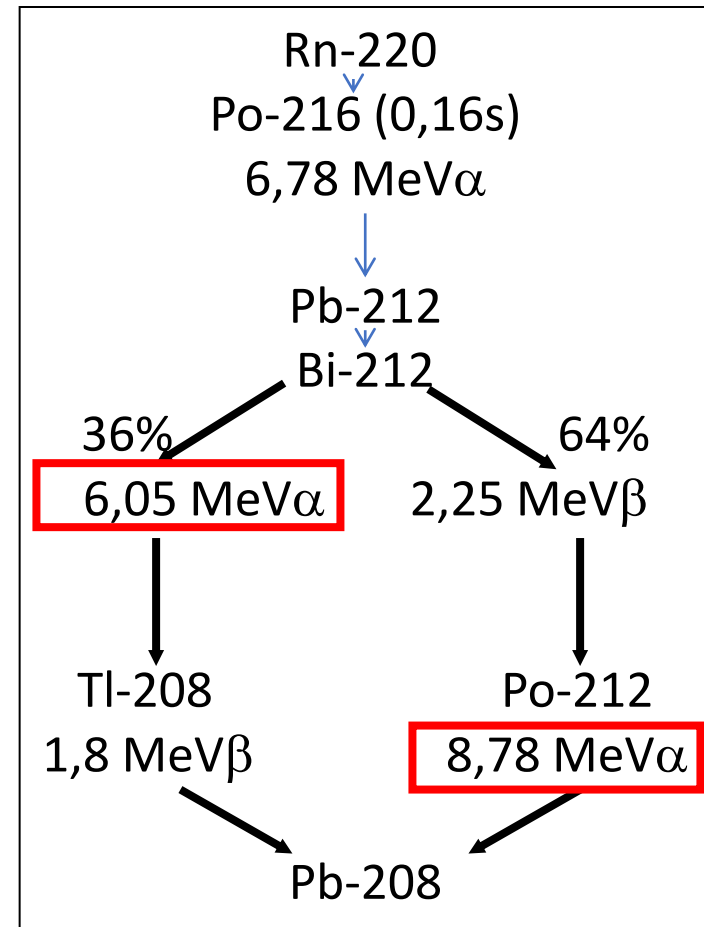 Rn-220
Po-216 (0,16s)
6,78 MeVα
Pb-212
Bi-212
36% 64%
6,05 MeVα 2,25 MeVβ
Tl-208 Po-212
1,8 MeVβ 8,78 MeVα
Pb-208